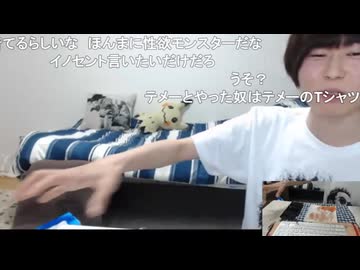 てるらしいな ほんまに性欲モンスターだな
イノセント言いたいだけだろ
うそ？
テメーとやった奴はテメーのTシャツ